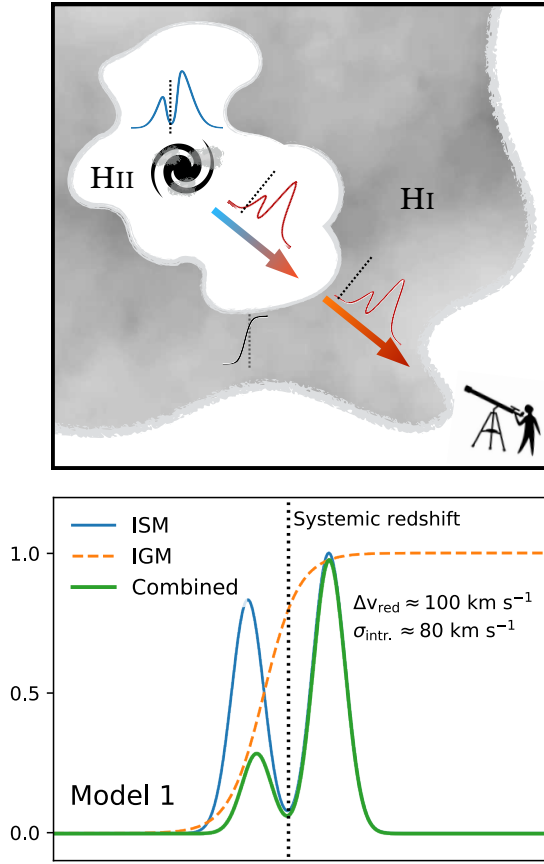 HII
HI
Systemic redshift
ISM
IGM
Combined
Δv_red ≈ 100 km s⁻¹
σ_intr. ≈ 80 km s⁻¹
1.0
0.5
0.0
Model 1